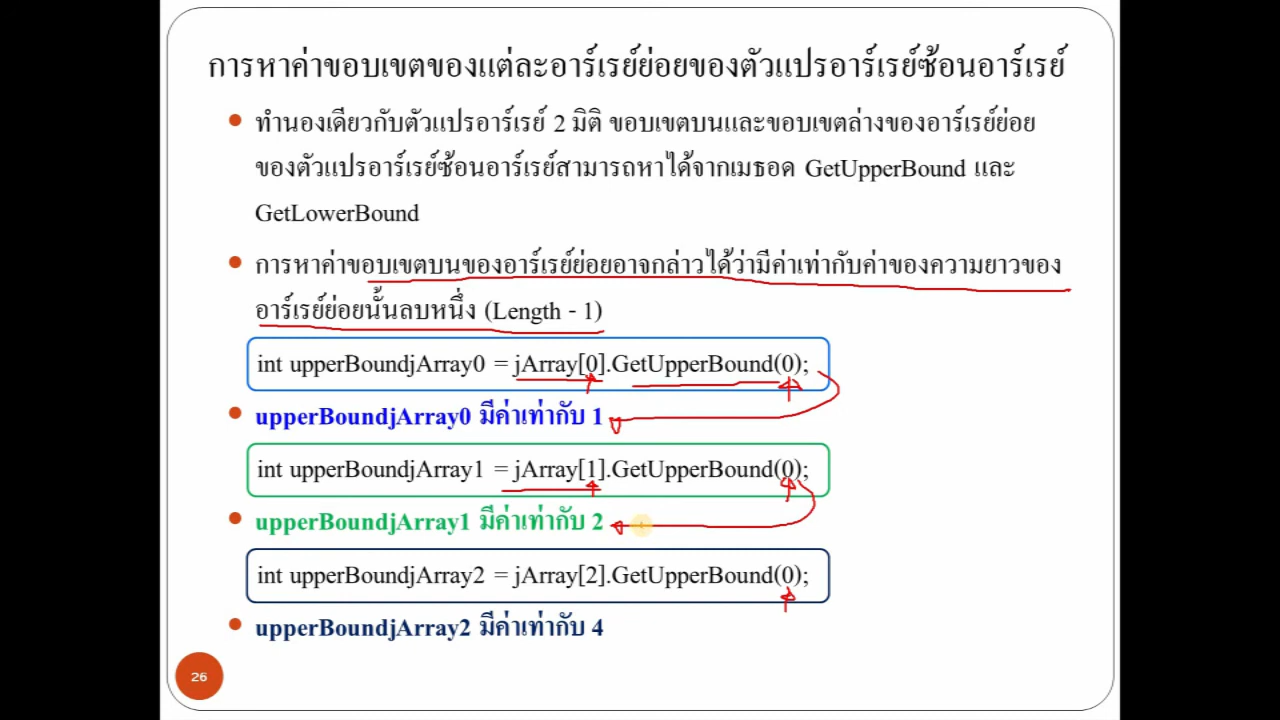 การหาค่าขอบเขตของแต่ละอาร์เรย์ย่อยของตัวแปรอาร์เรย์ซ้อนอาร์เรย์
ทำนองเดียวกับตัวแปรอาร์เรย์ 2 มิติ ขอบเขตบนและขอบเขตล่างของอาร์เรย์ย่อย
ของตัวแปรอาร์เรย์ซ้อนอาร์เรย์สามารถหาได้จากเมธอด GetUpperBound และ
GetLowerBound
การหาค่าขอบเขตบนของอาร์เรย์ย่อยอาจกล่าวได้ว่ามีค่าเท่ากับค่าของความยาวของ
อาร์เรย์ย่อยนั้นลบหนึ่ง (Length - 1)
int upperBoundjArray0 = jArray[0].GetUpperBound(0);
upperBoundjArray0 มีค่าเท่ากับ 1
int upperBoundjArray1 = jArray[1].GetUpperBound(0);
upperBoundjArray1 มีค่าเท่ากับ 2
int upperBoundjArray2 = jArray[2].GetUpperBound(0);
upperBoundjArray2 มีค่าเท่ากับ 4
26